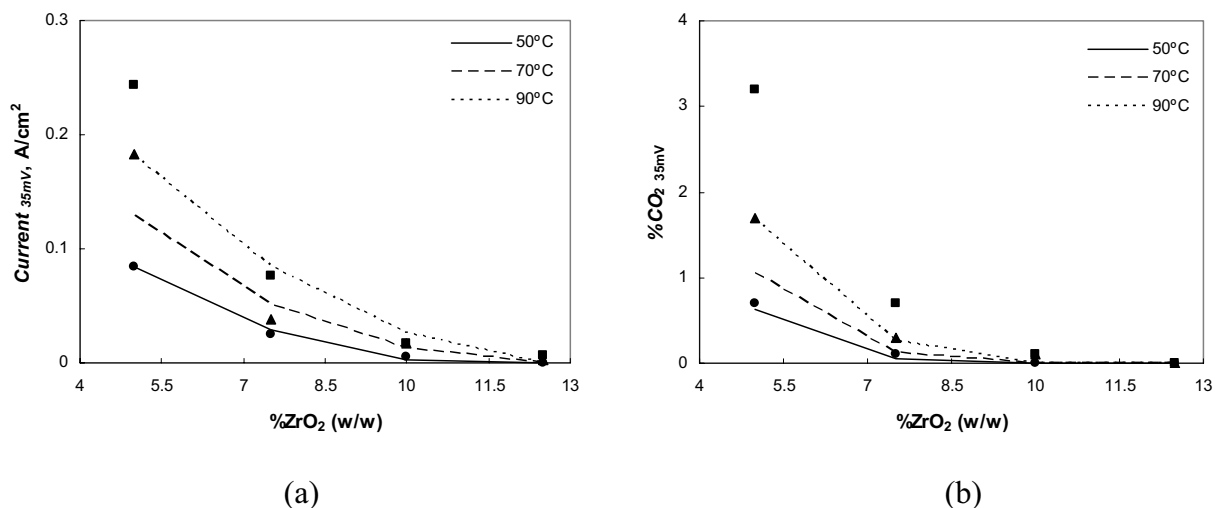 50ºC
70ºC
90ºC
0.3
0.2
0.1
0
Current 35mV, A/cm²
4 5.5 7 8.5 10 11.5 13
%ZrO₂ (w/w)
(a)
50ºC
70ºC
90ºC
4
3
2
1
0
%CO₂ 35mV
4 5.5 7 8.5 10 11.5 13
%ZrO₂ (w/w)
(b)